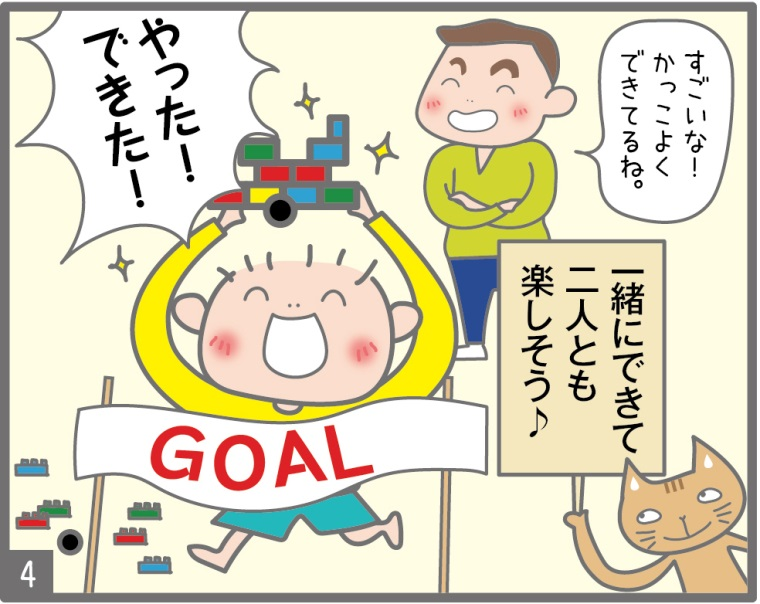 すごいな！
かっこよく
できてるね。
やった！
できた！
一緒にできて
二人とも
楽しそう♪
GOAL
4